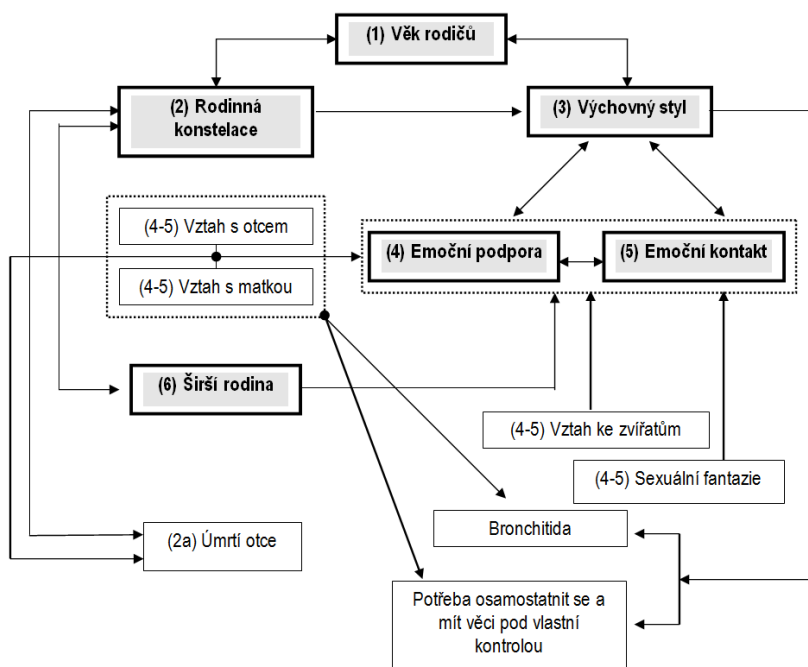 (1) Věk rodičů
(2) Rodinná
konstelace
(3) Výchovný styl
(4-5) Vztah s otcem
(4) Emoční podpora
(5) Emoční kontakt
(4-5) Vztah s matkou
(6) Širší rodina
(4-5) Vztah ke zvířatům
(4-5) Sexuální fantazie
(2a) Úmrtí otce
Bronchitida
Potřeba osamostatnit se a
mít věci pod vlastní
kontrolou